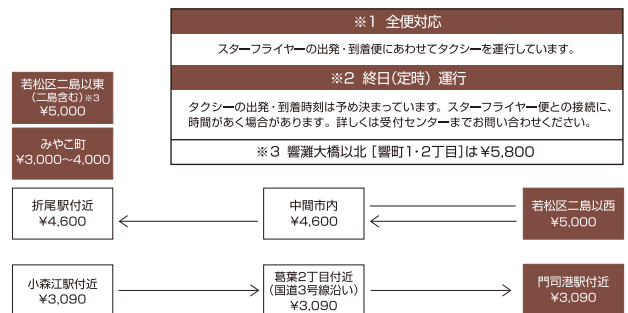 ※1 全便対応
スターフライヤーの出発・到着便にあわせてタクシーを運行しています。
※2 終日(定時) 運行
タクシーの出発・到着時刻は予め決まっています。スターフライヤー便との接続に、
時間があく場合があります。詳しくは受付センターまでお問い合わせください。
※3 響灘大橋以北 [響町1・2丁目]は¥5,800
若松区二島以東
(二島含む)※3
¥5,000
みやこ町
¥3,000〜4,000
折尾駅付近
¥4,600
中間市内
¥4,600
若松区二島以西
¥5,000
小森江駅付近
¥3,090
葛葉2丁目付近
(国道3号線沿い)
¥3,090
門司港駅付近
¥3,090